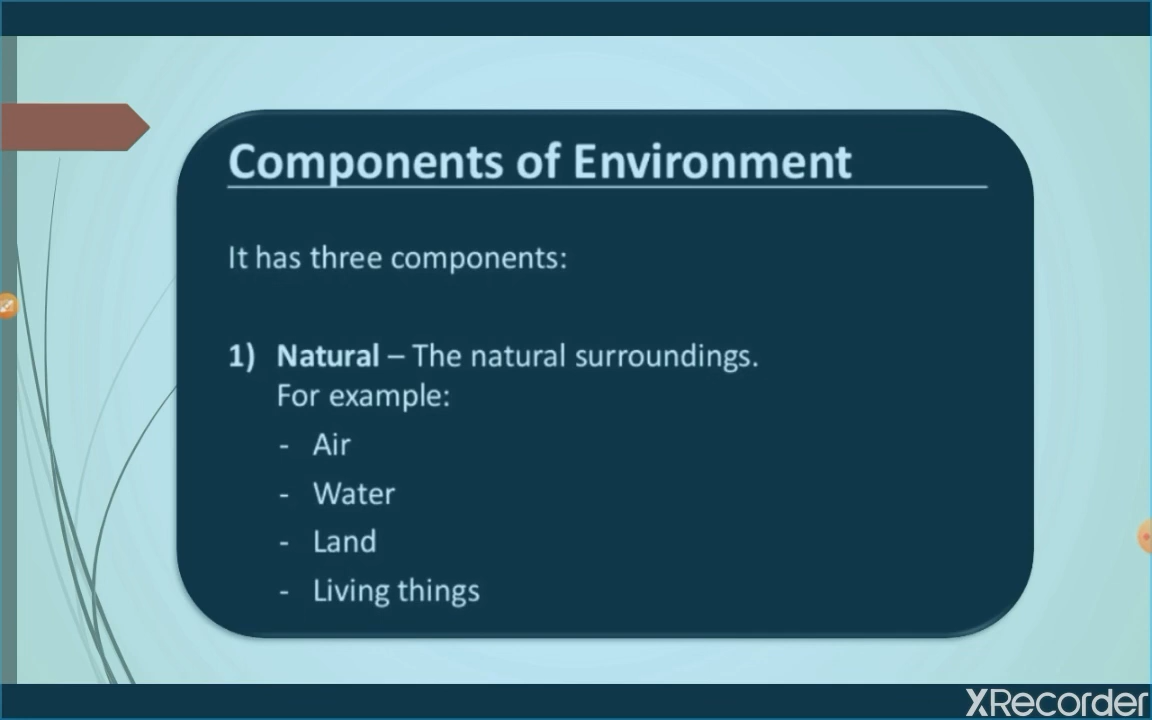 Components of Environment
It has three components:
1) Natural – The natural surroundings.
For example:
- Air
- Water
- Land
- Living things
XRecorder